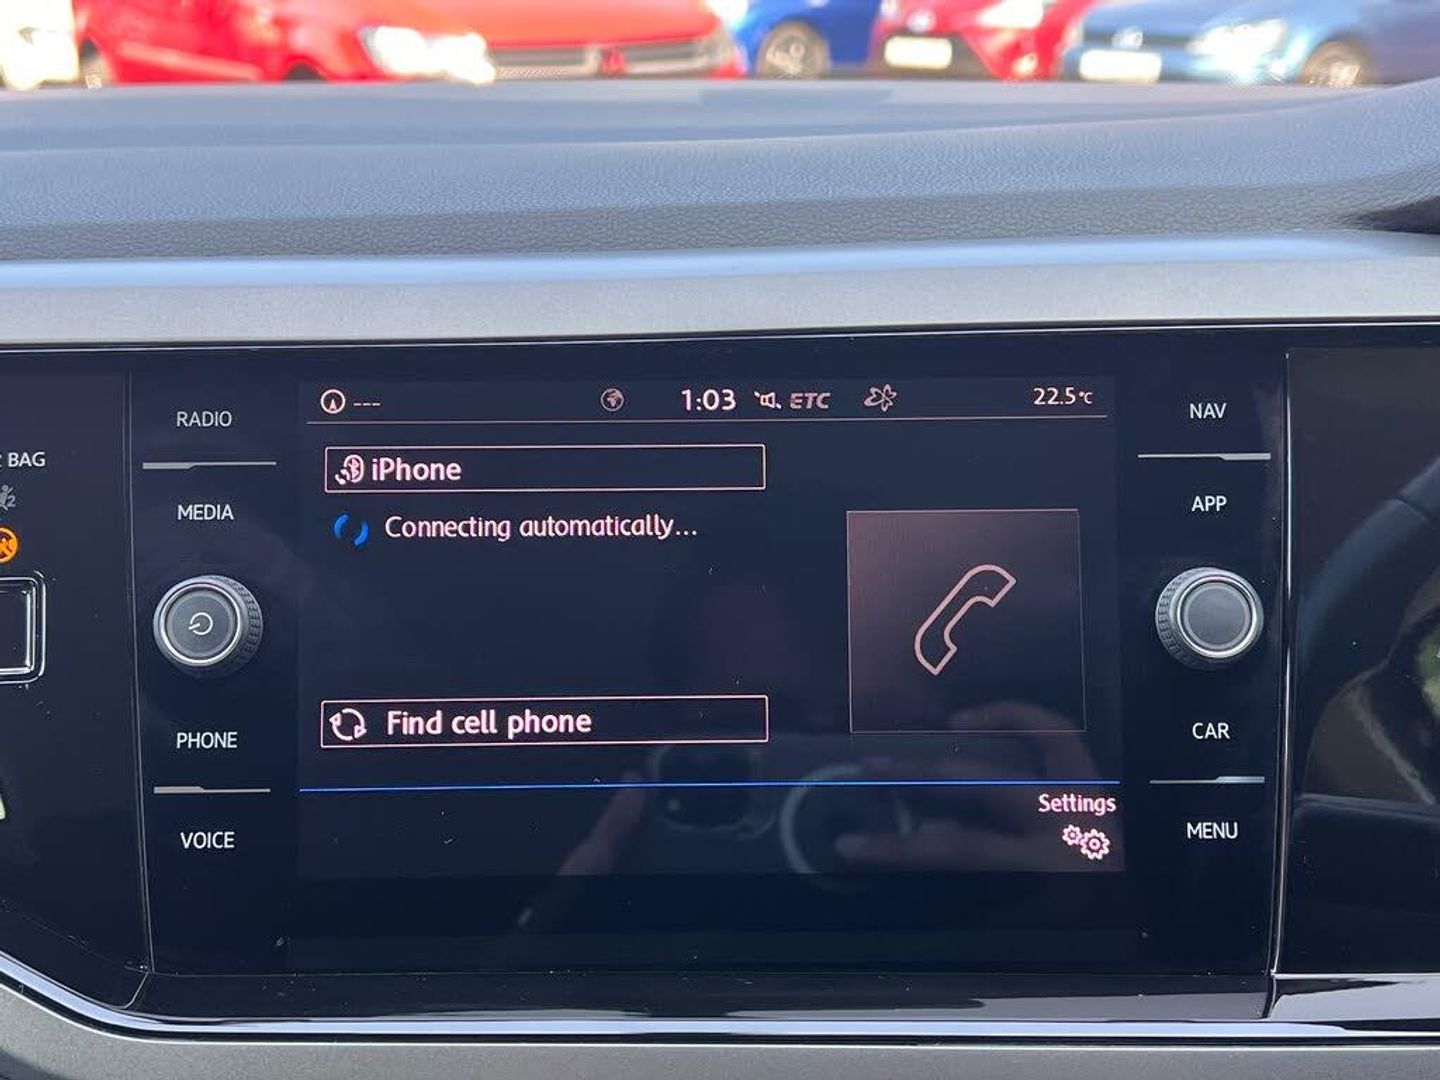 RADIO
MEDIA
PHONE
VOICE
BAG
---
1:03 ETC
22.5°C
iPhone
Connecting automatically...
Find cell phone
Settings
NAV
APP
CAR
MENU